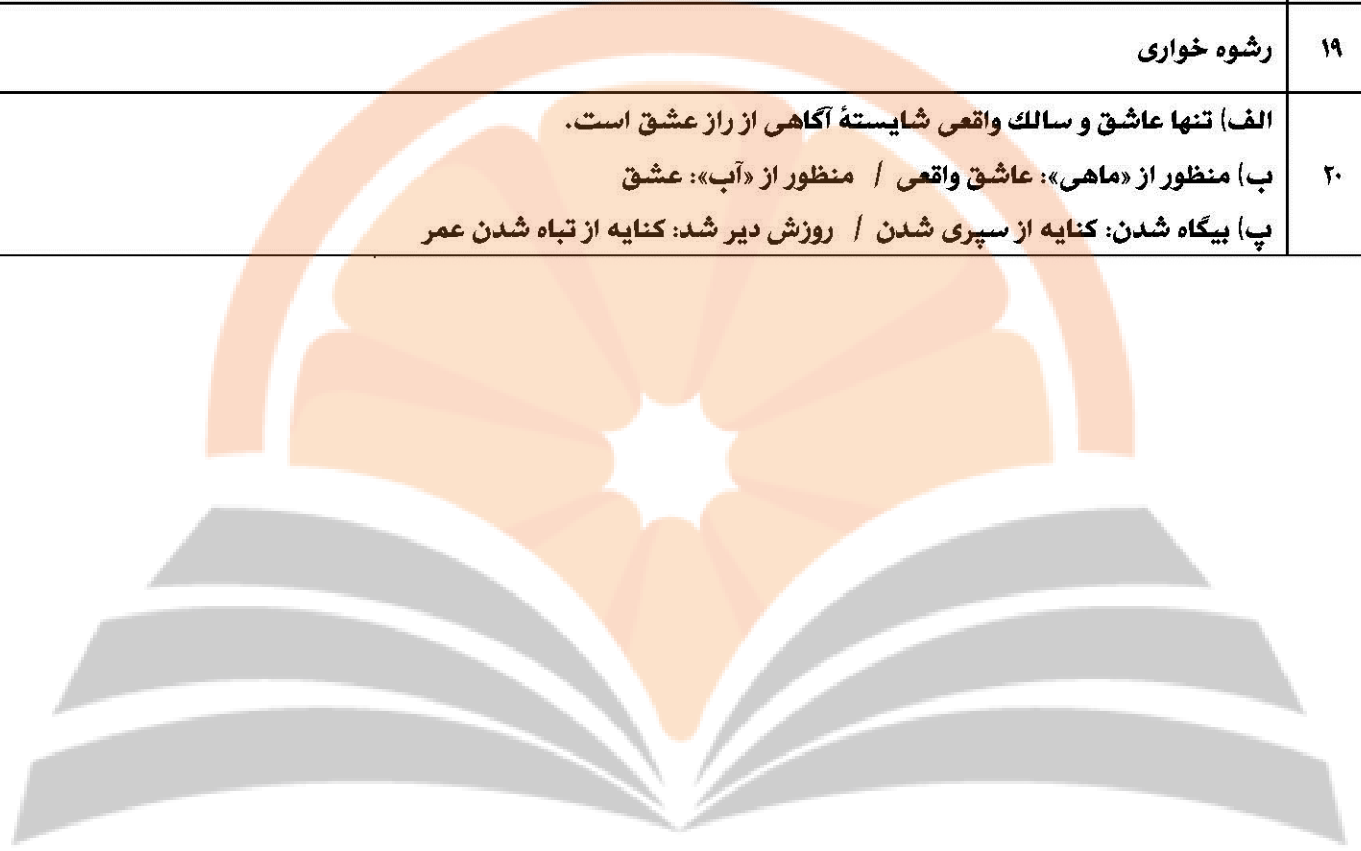 ۱۹ رشوه خواری
الف) تنها عاشق و سالك واقعی شایستهٔ آگاهی از راز عشق است.
۲۰ ب) منظور از «ماهی»: عاشق واقعی / منظور از «آب»: عشق
پ) بیگاه شدن: کنایه از سپری شدن / روزش دیر شد: کنایه از تباه شدن عمر